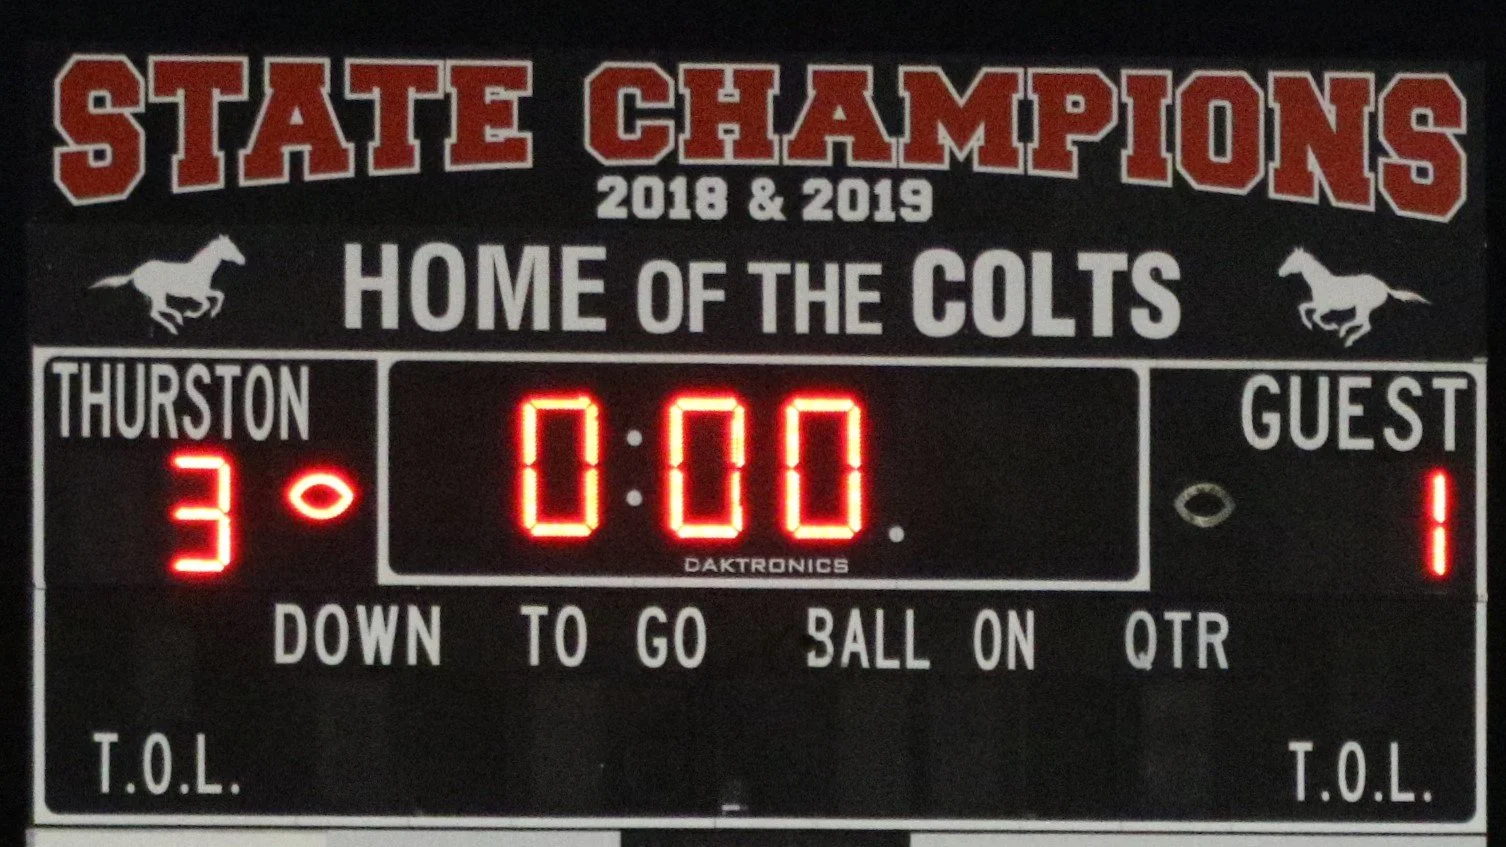 STATE CHAMPIONS
2018 & 2019
HOME OF THE COLTS
THURSTON 0:00 GUEST
3 1
DAKTRONICS
DOWN TO GO BALL ON QTR
T.O.L. T.O.L.